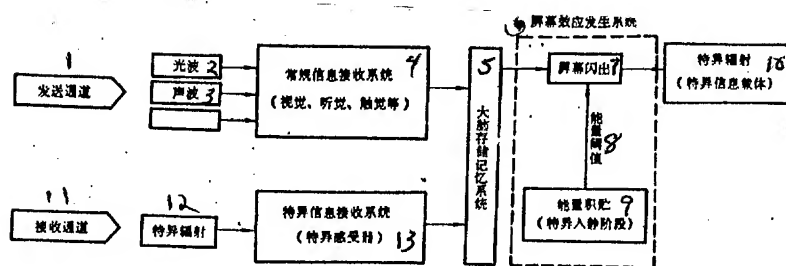 1
发送通道
光波 2
声波 3
常规信息接收系统 4
(视觉、听觉、触觉等)
5
大脑存储记忆系统
6 屏幕效应发生系统
屏幕闪出 7
能量阈值 8
能量积贮 9
(特异入静阶段)
特异辐射 10
(特异信息载体)
11
接收通道
12
特异辐射
特异信息接收系统
(特异感受器) 13